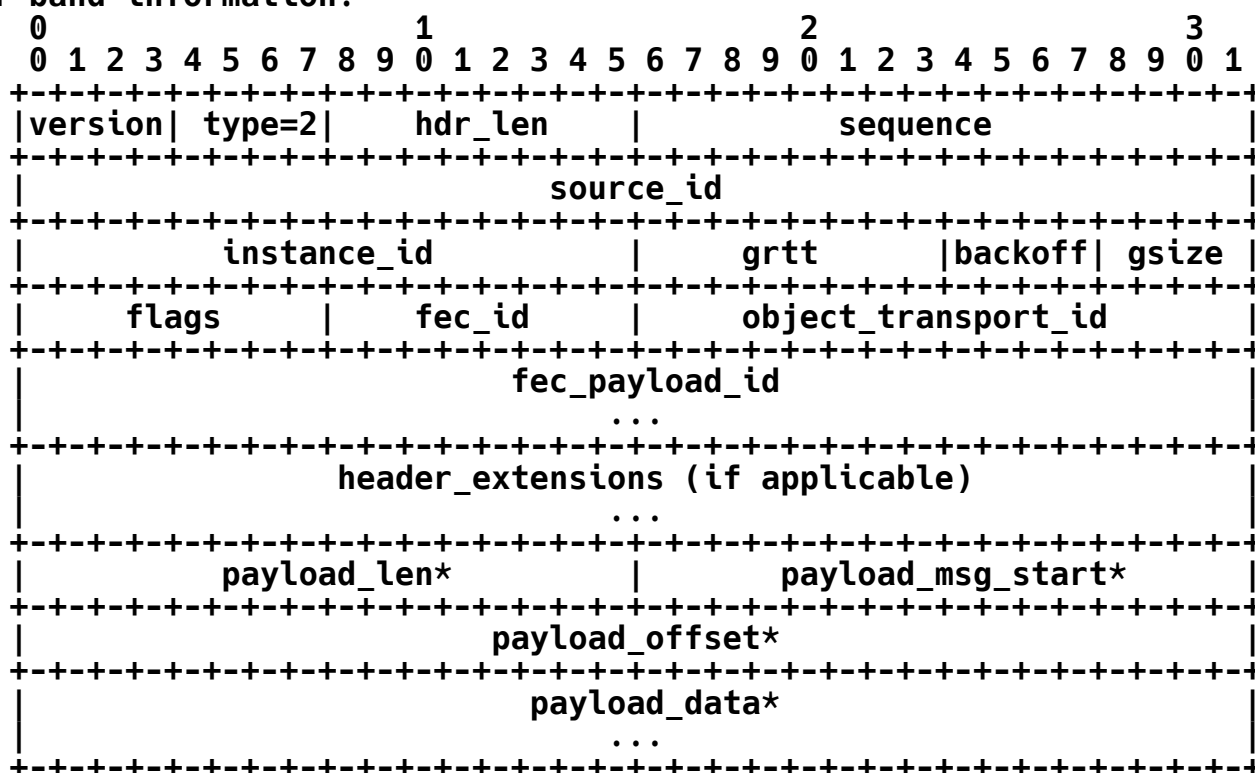 band information.
0                   1                   2                   3
0 1 2 3 4 5 6 7 8 9 0 1 2 3 4 5 6 7 8 9 0 1 2 3 4 5 6 7 8 9 0 1
+-+-+-+-+-+-+-+-+-+-+-+-+-+-+-+-+-+-+-+-+-+-+-+-+-+-+-+-+-+-+-+-+
|version| type=2|    hdr_len    |          sequence             |
+-+-+-+-+-+-+-+-+-+-+-+-+-+-+-+-+-+-+-+-+-+-+-+-+-+-+-+-+-+-+-+-+
|                           source_id                           |
+-+-+-+-+-+-+-+-+-+-+-+-+-+-+-+-+-+-+-+-+-+-+-+-+-+-+-+-+-+-+-+-+
|          instance_id          |     grtt      |backoff| gsize |
+-+-+-+-+-+-+-+-+-+-+-+-+-+-+-+-+-+-+-+-+-+-+-+-+-+-+-+-+-+-+-+-+
|     flags     |    fec_id     |     object_transport_id       |
+-+-+-+-+-+-+-+-+-+-+-+-+-+-+-+-+-+-+-+-+-+-+-+-+-+-+-+-+-+-+-+-+
|                         fec_payload_id                        |
|                              ...                              |
+-+-+-+-+-+-+-+-+-+-+-+-+-+-+-+-+-+-+-+-+-+-+-+-+-+-+-+-+-+-+-+-+
|                header_extensions (if applicable)              |
|                              ...                              |
+-+-+-+-+-+-+-+-+-+-+-+-+-+-+-+-+-+-+-+-+-+-+-+-+-+-+-+-+-+-+-+-+
|          payload_len*         |       payload_msg_start*      |
+-+-+-+-+-+-+-+-+-+-+-+-+-+-+-+-+-+-+-+-+-+-+-+-+-+-+-+-+-+-+-+-+
|                        payload_offset*                        |
+-+-+-+-+-+-+-+-+-+-+-+-+-+-+-+-+-+-+-+-+-+-+-+-+-+-+-+-+-+-+-+-+
|                          payload_data*                        |
|                              ...                              |
+-+-+-+-+-+-+-+-+-+-+-+-+-+-+-+-+-+-+-+-+-+-+-+-+-+-+-+-+-+-+-+-+